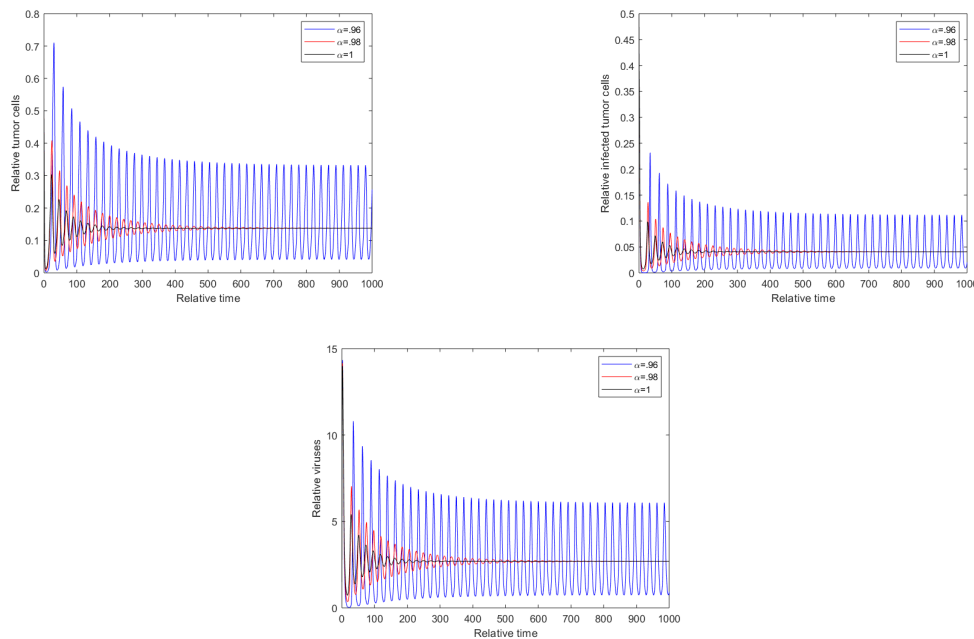 0.8
0.7
0.6
0.5
0.4
0.3
0.2
0.1
0
Relative tumor cells
α=.96
α=.98
α=1
0 100 200 300 400 500 600 700 800 900 1000
Relative time
0.5
0.45
0.4
0.35
0.3
0.25
0.2
0.15
0.1
0.05
0
Relative infected tumor cells
α=.96
α=.98
α=1
0 100 200 300 400 500 600 700 800 900 1000
Relative time
15
10
5
0
Relative viruses
α=.96
α=.98
α=1
0 100 200 300 400 500 600 700 800 900 1000
Relative time